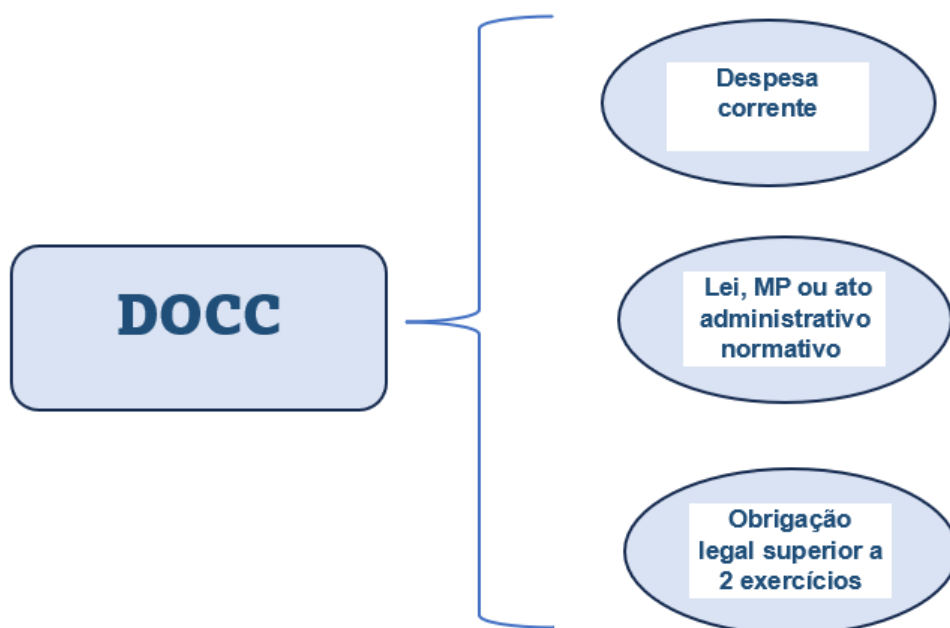 DOCC
Despesa
corrente
Lei, MP ou ato
administrativo
normativo
Obrigação
legal superior a
2 exercícios